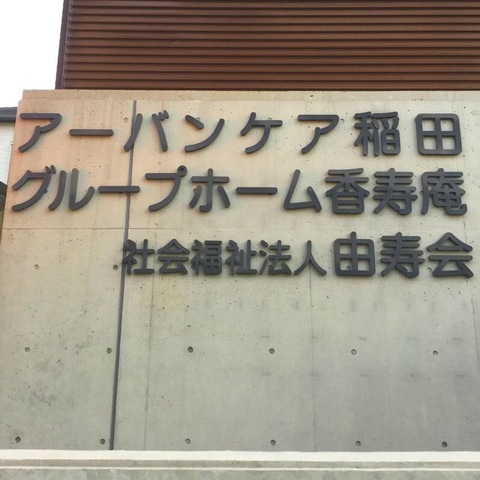 アーバンケア稲田
グループホーム香寿庵
社会福祉法人由寿会